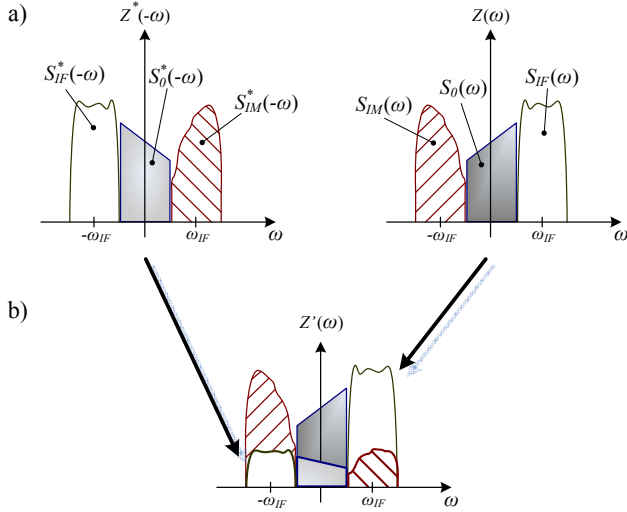 a)
Z*(-ω)
Z(ω)
S*IF(-ω)
S*0(-ω)
S*IM(-ω)
SIM(ω)
S0(ω)
SIF(ω)
-ωIF
ωIF
ω
-ωIF
ωIF
ω
b)
Z'(ω)
-ωIF
ωIF
ω